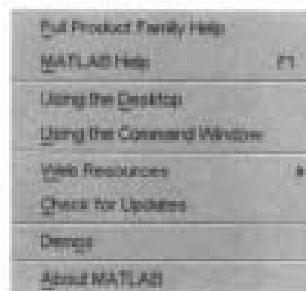 Full Product Family Help
MATLAB Help F1
Using the Desktop
Using the Command Window
Web Resources
Check for Updates
Demos
About MATLAB